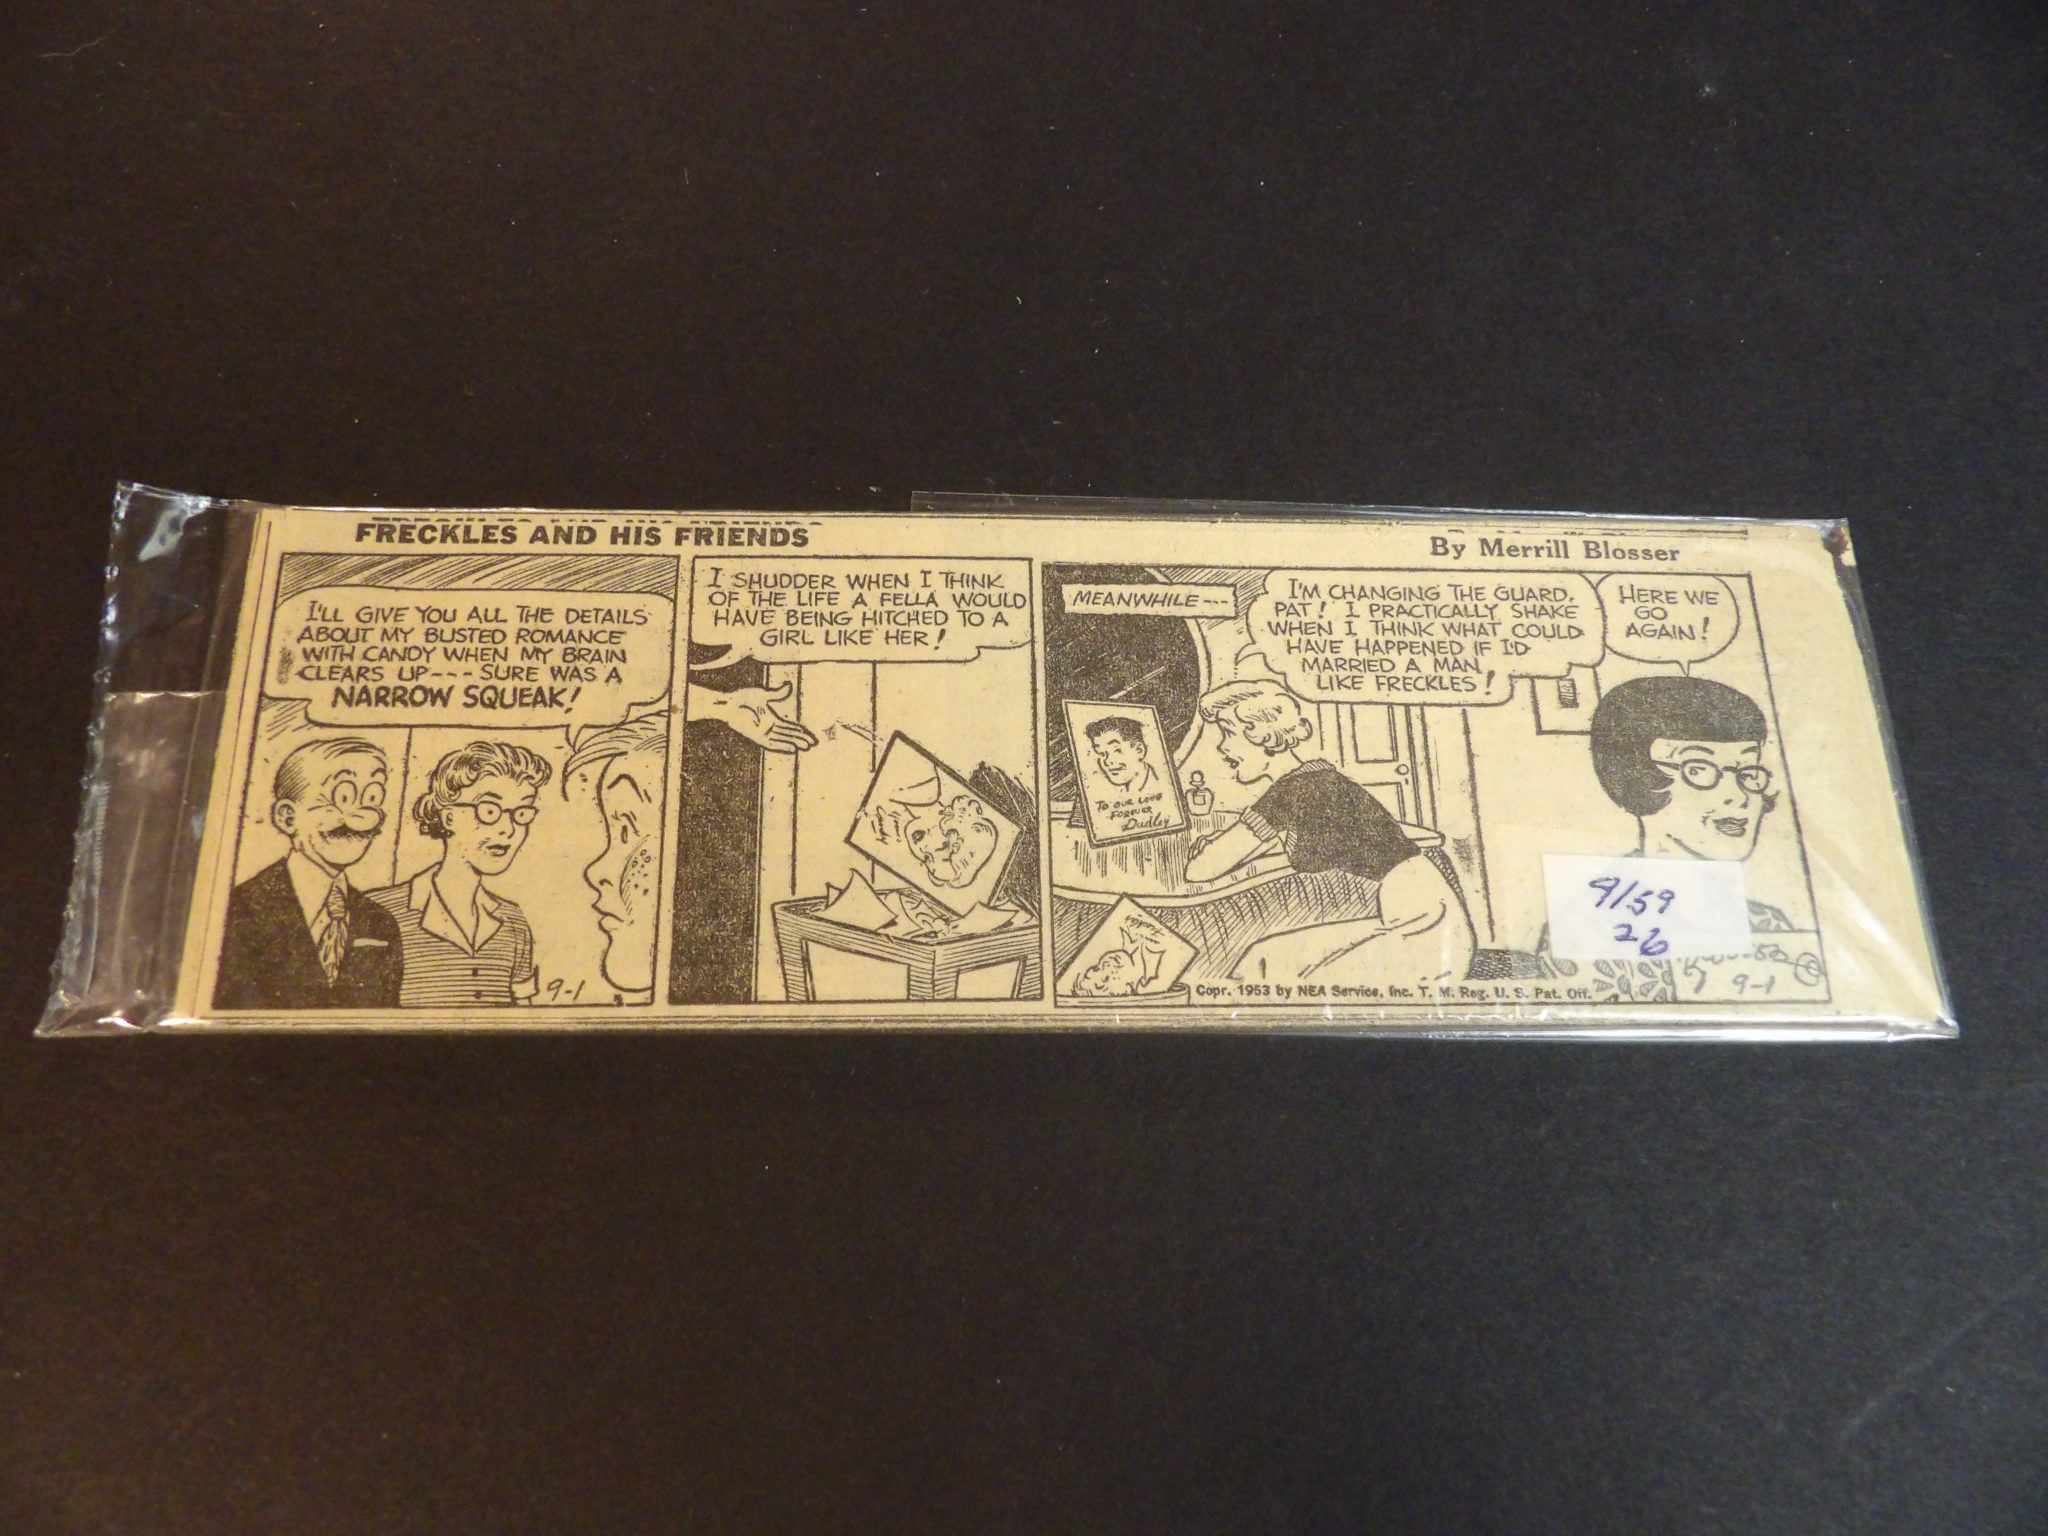 FRECKLES AND HIS FRIENDS
By Merrill Blosser
I'LL GIVE YOU ALL THE DETAILS
ABOUT MY BUSTED ROMANCE
WITH CANDY WHEN MY BRAIN
CLEARS UP--- SURE WAS A
NARROW SQUEAK!
9-1
I SHUDDER WHEN I THINK
OF THE LIFE A FELLA WOULD
HAVE BEING HITCHED TO A
GIRL LIKE HER!
Candy
MEANWHILE---
I'M CHANGING THE GUARD,
PAT! I PRACTICALLY SHAKE
WHEN I THINK WHAT COULD
HAVE HAPPENED IF I'D
MARRIED A MAN
LIKE FRECKLES!
HERE WE
GO
AGAIN!
TO OUR LOVE
FOREVER
Dudley
9/59
26
9-1
Copr. 1953 by NEA Service, Inc. T. M. Reg. U. S. Pat. Off.